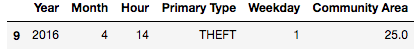 Year Month Hour Primary Type Weekday Community Area
9 2016 4 14 THEFT 1 25.0